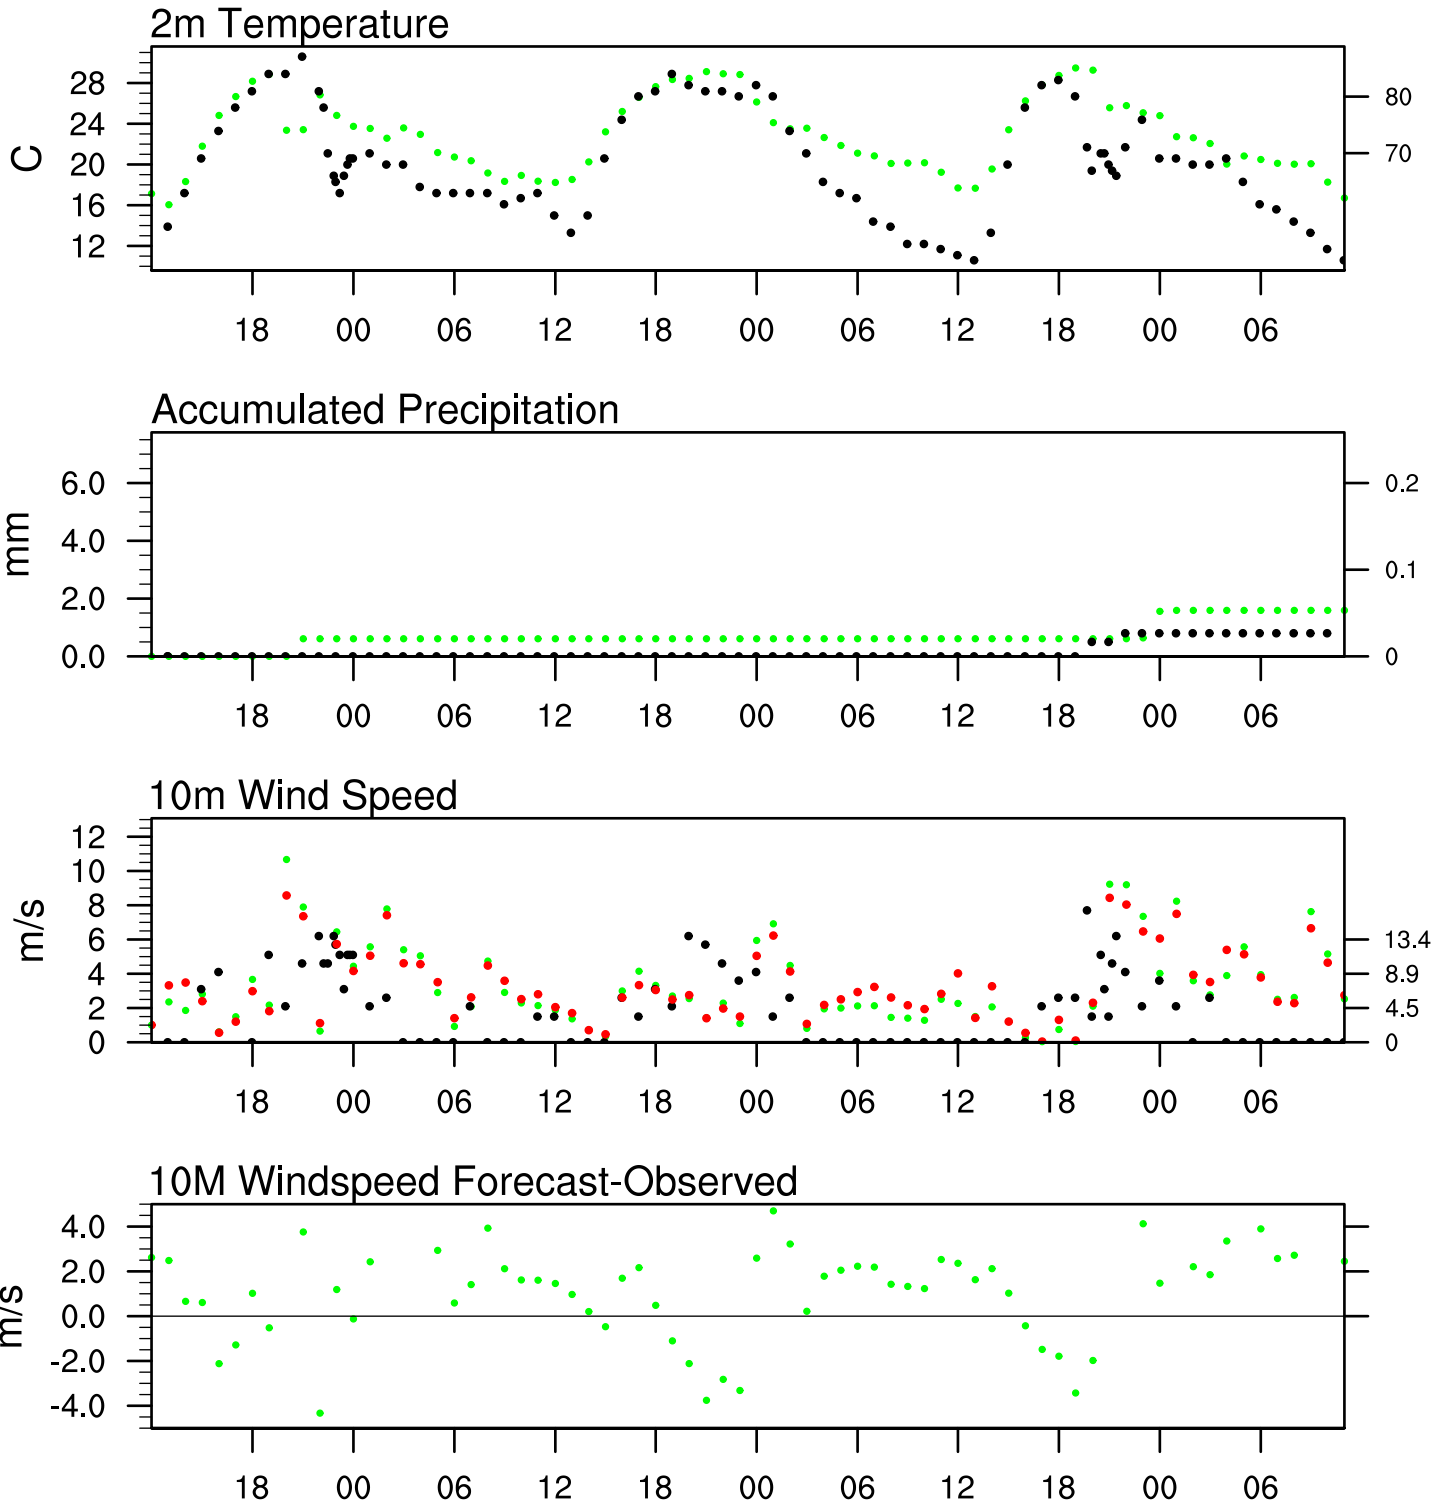 2m Temperature
28
24
20
16
12
C
80
70
18 00 06 12 18 00 06 12 18 00 06
Accumulated Precipitation
6.0
4.0
2.0
0.0
mm
0.2
0.1
0
18 00 06 12 18 00 06 12 18 00 06
10m Wind Speed
12
10
8
6
4
2
0
m/s
13.4
8.9
4.5
0
18 00 06 12 18 00 06 12 18 00 06
10M Windspeed Forecast-Observed
4.0
2.0
0.0
-2.0
-4.0
m/s
18 00 06 12 18 00 06 12 18 00 06